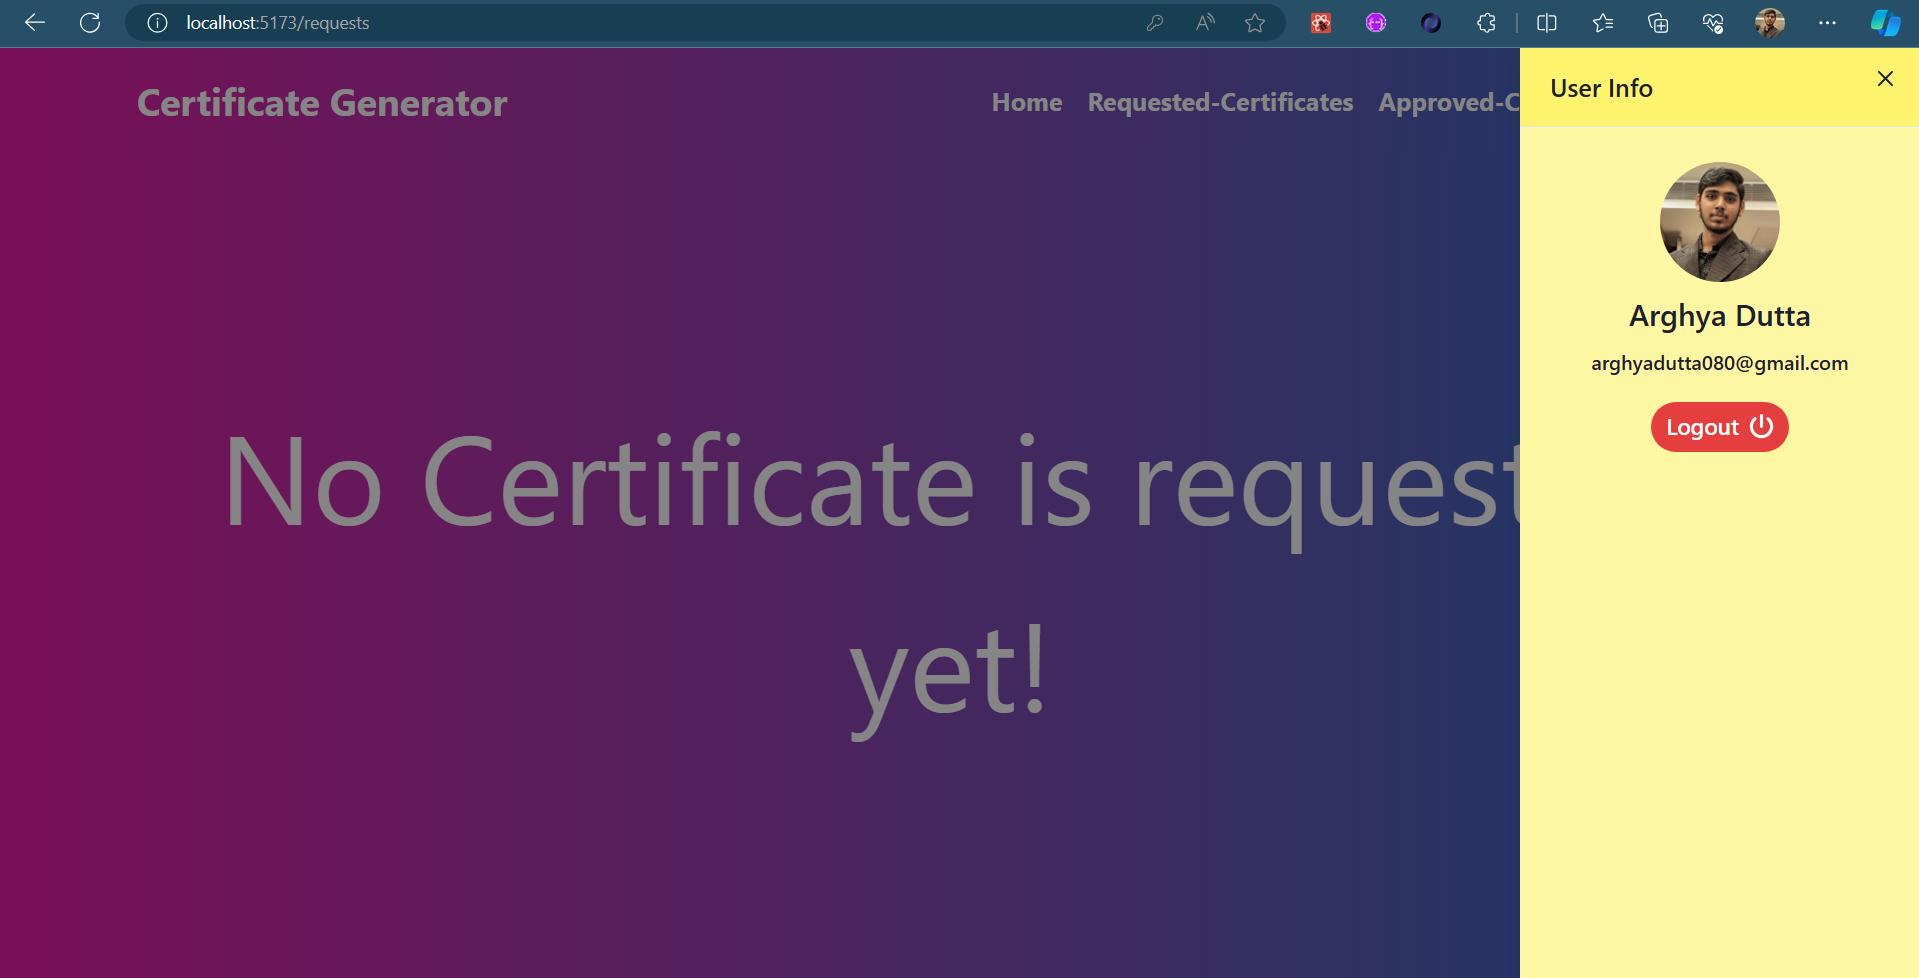 localhost:5173/requests
Certificate Generator
Home Requested-Certificates Approved-C
No Certificate is request
yet!
User Info
Arghya Dutta
arghyadutta080@gmail.com
Logout